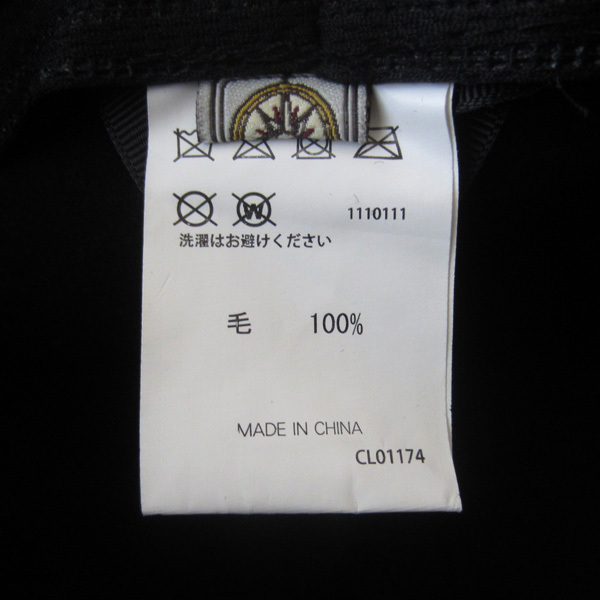 W
1110111
洗濯はお避けください
毛 100%
MADE IN CHINA
CL01174